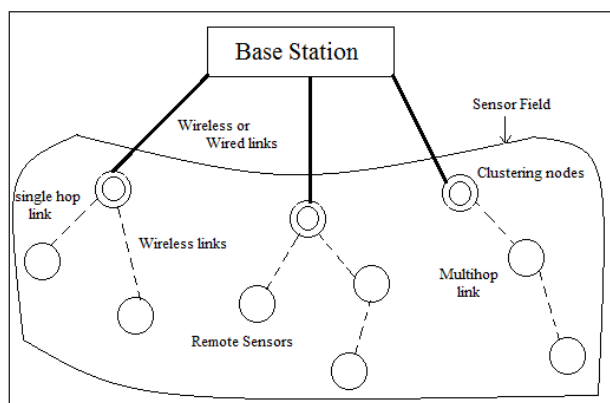 Base Station
Sensor Field
Wireless or
Wired links
Clustering nodes
single hop
link
Wireless links
Multihop
link
Remote Sensors